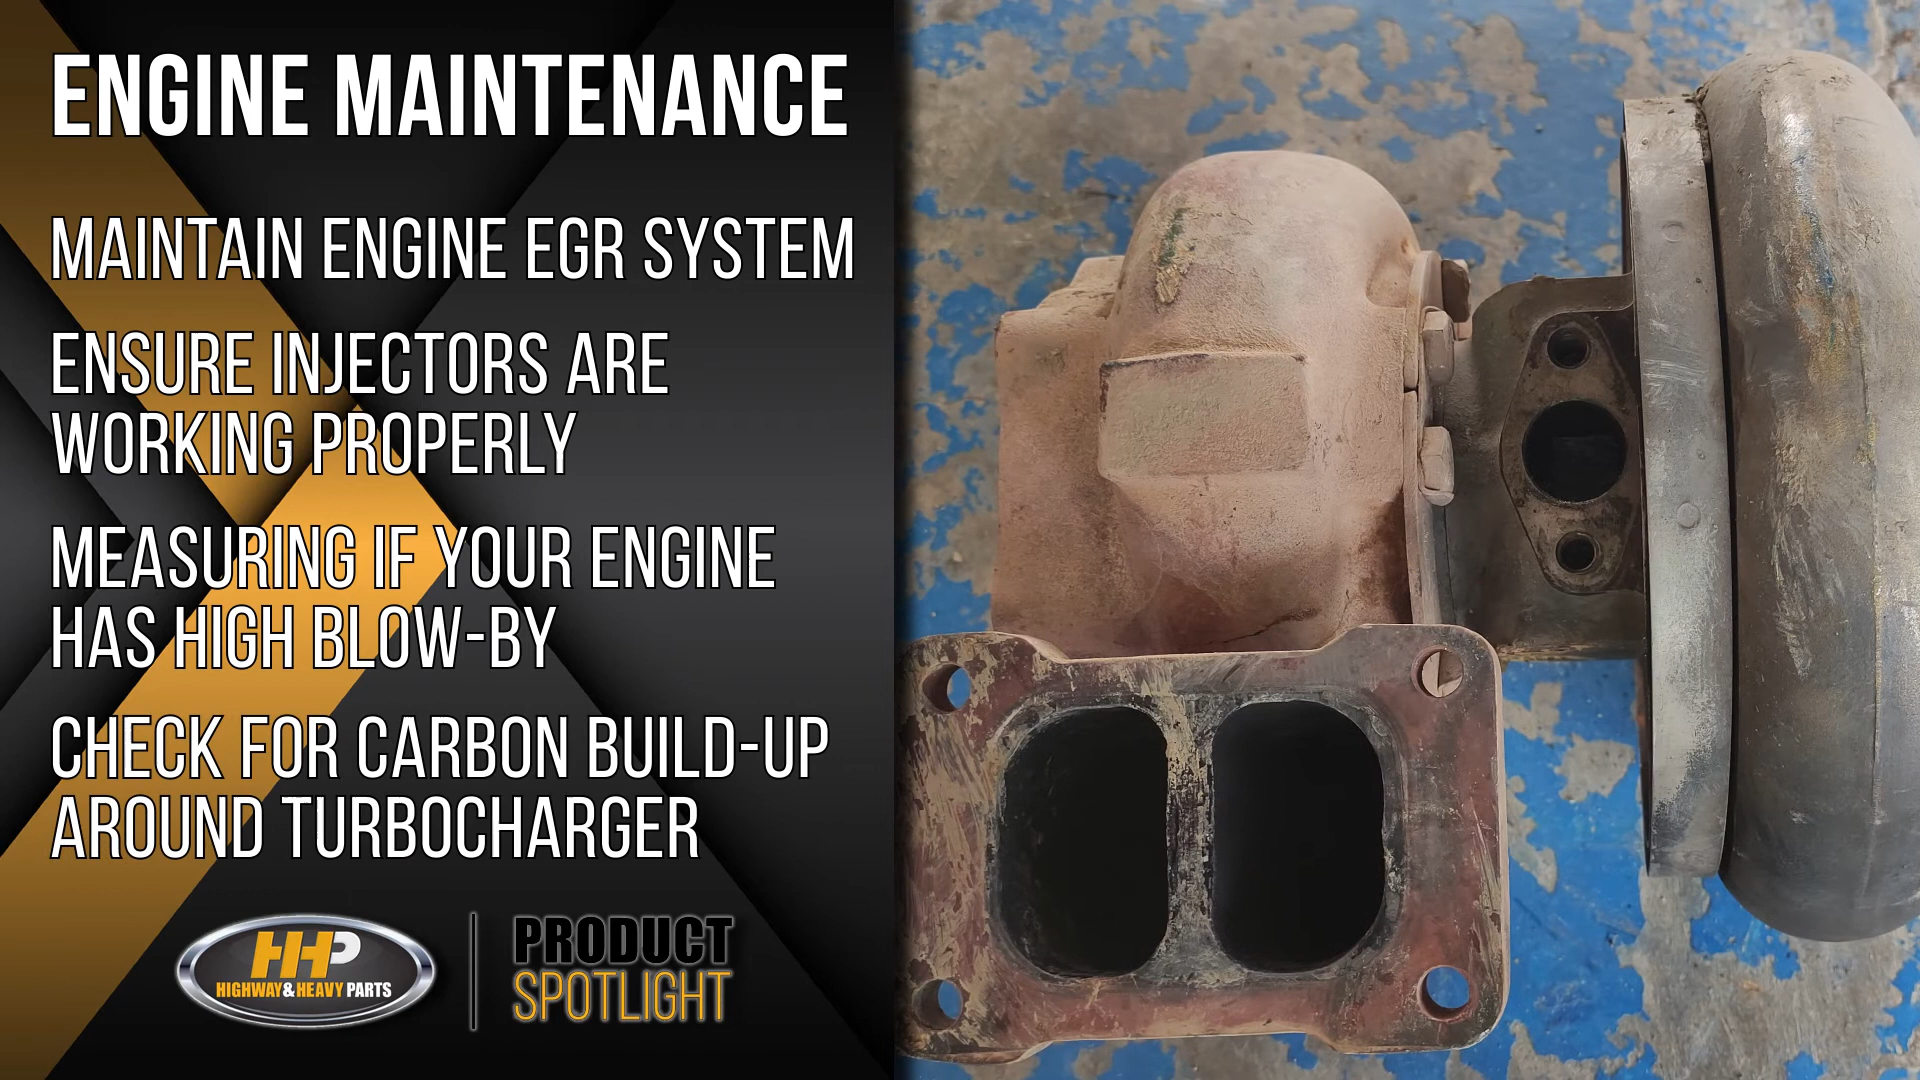 ENGINE MAINTENANCE
MAINTAIN ENGINE EGR SYSTEM
ENSURE INJECTORS ARE
WORKING PROPERLY
MEASURING IF YOUR ENGINE
HAS HIGH BLOW-BY
CHECK FOR CARBON BUILD-UP
AROUND TURBOCHARGER
HHP
HIGHWAY&HEAVY PARTS
PRODUCT
SPOTLIGHT